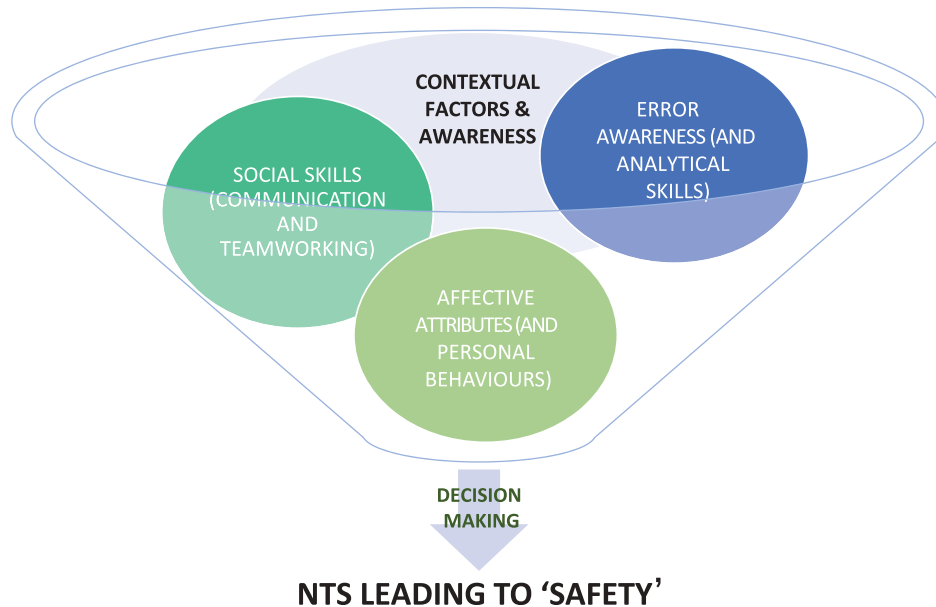 CONTEXTUAL
FACTORS &
AWARENESS
ERROR
AWARENESS (AND
ANALYTICAL
SKILLS)
SOCIAL SKILLS
(COMMUNICATION
AND
TEAMWORKING)
AFFECTIVE
ATTRIBUTES (AND
PERSONAL
BEHAVIOURS)
DECISION
MAKING
NTS LEADING TO ‘SAFETY’